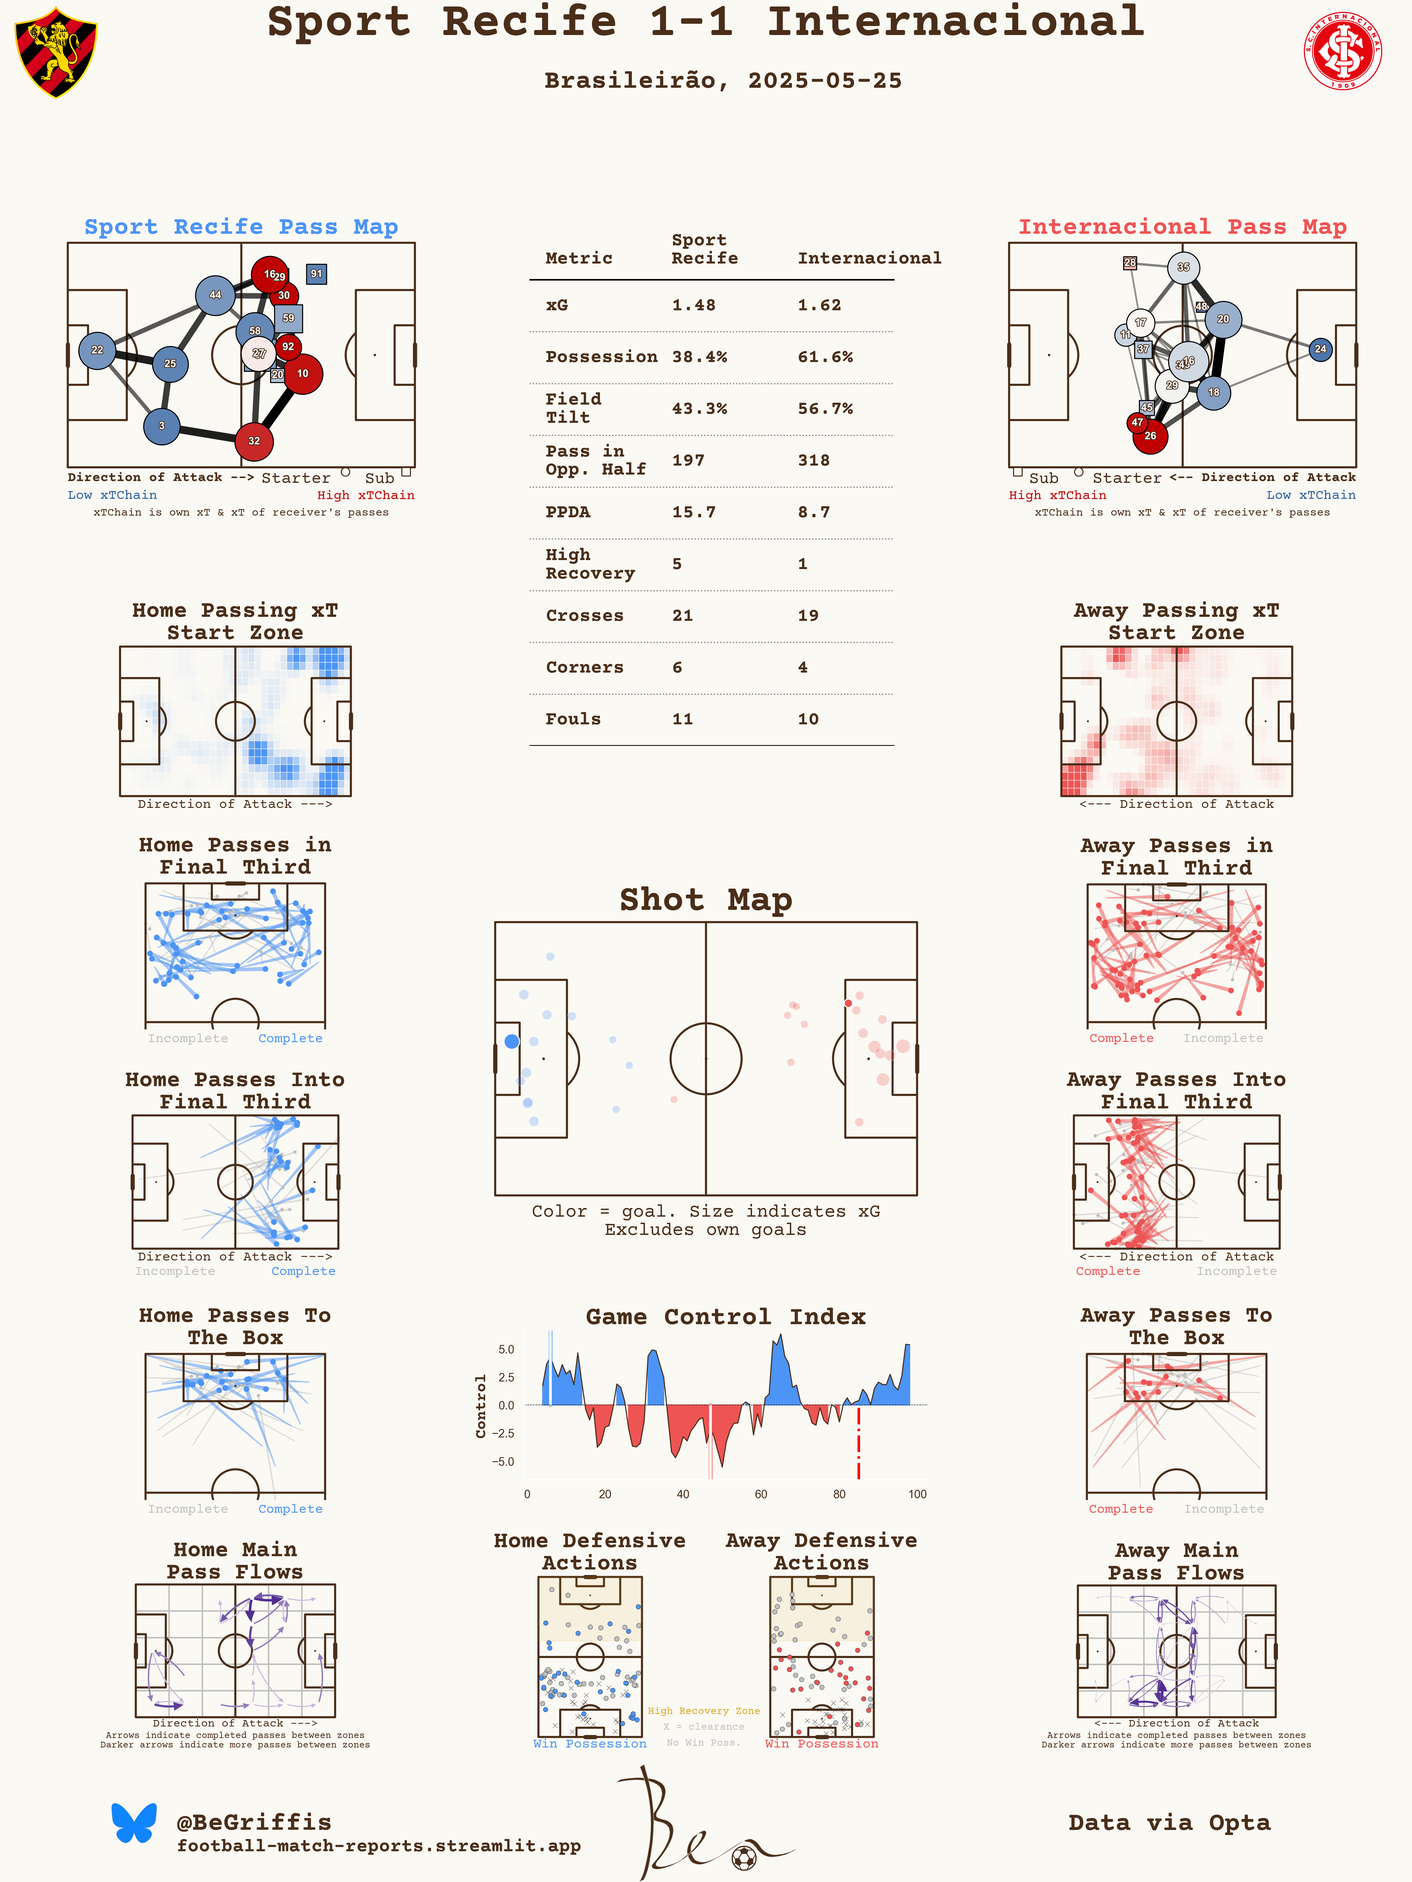 Sport Recife 1-1 Internacional
Brasileirão, 2025-05-25
S.C. INTERNACIONAL
1909
Sport Recife Pass Map
16
29
91
30
44
59
58
92
27
22
25
10
20
3
32
Direction of Attack --> Starter Sub
Low xTChain High xTChain
xTChain is own xT & xT of receiver's passes
Metric Sport Recife Internacional
xG 1.48 1.62
Possession 38.4% 61.6%
Field Tilt 43.3% 56.7%
Pass in Opp. Half 197 318
PPDA 15.7 8.7
High Recovery 5 1
Crosses 21 19
Corners 6 4
Fouls 11 10
Internacional Pass Map
28
35
48
20
17
11
37
16
24
29
18
45
47
26
Sub Starter <-- Direction of Attack
High xTChain Low xTChain
xTChain is own xT & xT of receiver's passes
Home Passing xT
Start Zone
Direction of Attack --->
Away Passing xT
Start Zone
<--- Direction of Attack
Home Passes in
Final Third
Incomplete Complete
Away Passes in
Final Third
Complete Incomplete
Shot Map
Color = goal. Size indicates xG
Excludes own goals
Home Passes Into
Final Third
Direction of Attack --->
Incomplete Complete
Away Passes Into
Final Third
<--- Direction of Attack
Complete Incomplete
Home Passes To
The Box
Incomplete Complete
Game Control Index
Control
5.0
2.5
0.0
−2.5
−5.0
0 20 40 60 80 100
Away Passes To
The Box
Complete Incomplete
Home Main
Pass Flows
Direction of Attack --->
Arrows indicate completed passes between zones
Darker arrows indicate more passes between zones
Home Defensive
Actions
Win Possession
Away Defensive
Actions
Win Possession
High Recovery Zone
X = clearance
No Win Poss.
Away Main
Pass Flows
<--- Direction of Attack
Arrows indicate completed passes between zones
Darker arrows indicate more passes between zones
@BeGriffis
football-match-reports.streamlit.app
Ben
Data via Opta